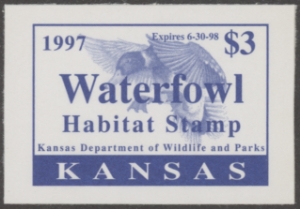 1997 Expires 6-30-98 $3
Waterfowl
Habitat Stamp
Kansas Department of Wildlife and Parks
KANSAS